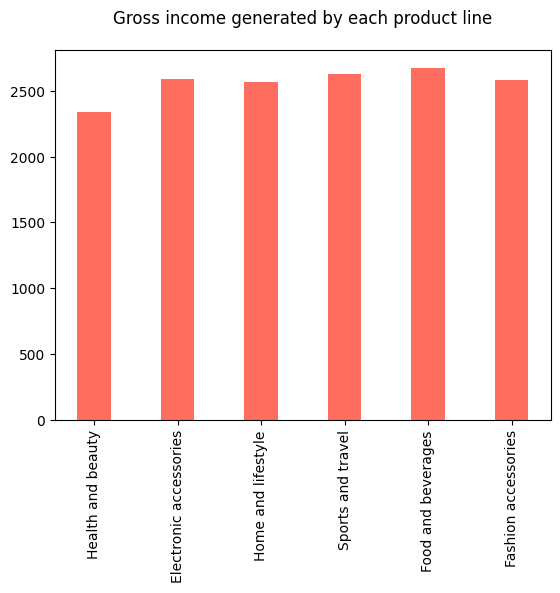 Gross income generated by each product line
2500
2000
1500
1000
500
0
Health and beauty
Electronic accessories
Home and lifestyle
Sports and travel
Food and beverages
Fashion accessories